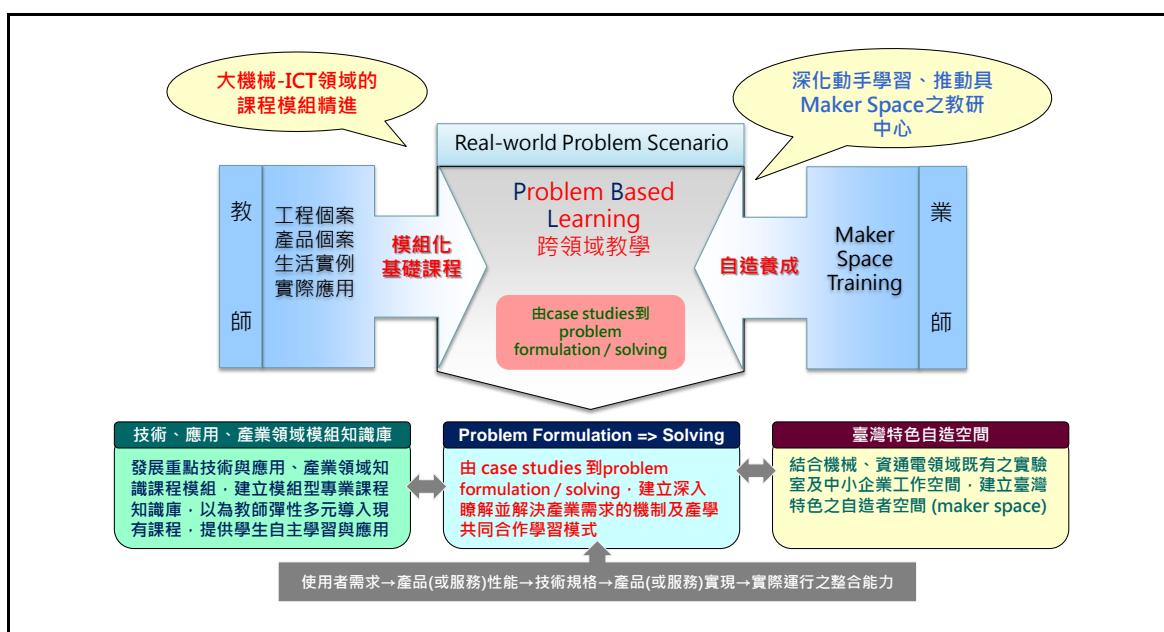 大機械-ICT領域的
課程模組精進
深化動手學習、推動具
Maker Space之教研
中心
Real-world Problem Scenario
教
師
工程個案
產品個案
生活實例
實際應用
模組化
基礎課程
Problem Based
Learning
跨領域教學
由case studies到
problem
formulation / solving
自造養成
Maker
Space
Training
業
師
技術、應用、產業領域模組知識庫
發展重點技術與應用、產業領域知
識課程模組，建立模組型專業課程
知識庫，以為教師彈性多元導入現
有課程，提供學生自主學習與應用
Problem Formulation => Solving
由 case studies 到problem
formulation / solving，建立深入
瞭解並解決產業需求的機制及產學
共同合作學習模式
臺灣特色自造空間
結合機械、資通電領域既有之實驗
室及中小企業工作空間，建立臺灣
特色之自造者空間 (maker space)
使用者需求→產品(或服務)性能→技術規格→產品(或服務)實現→實際運行之整合能力